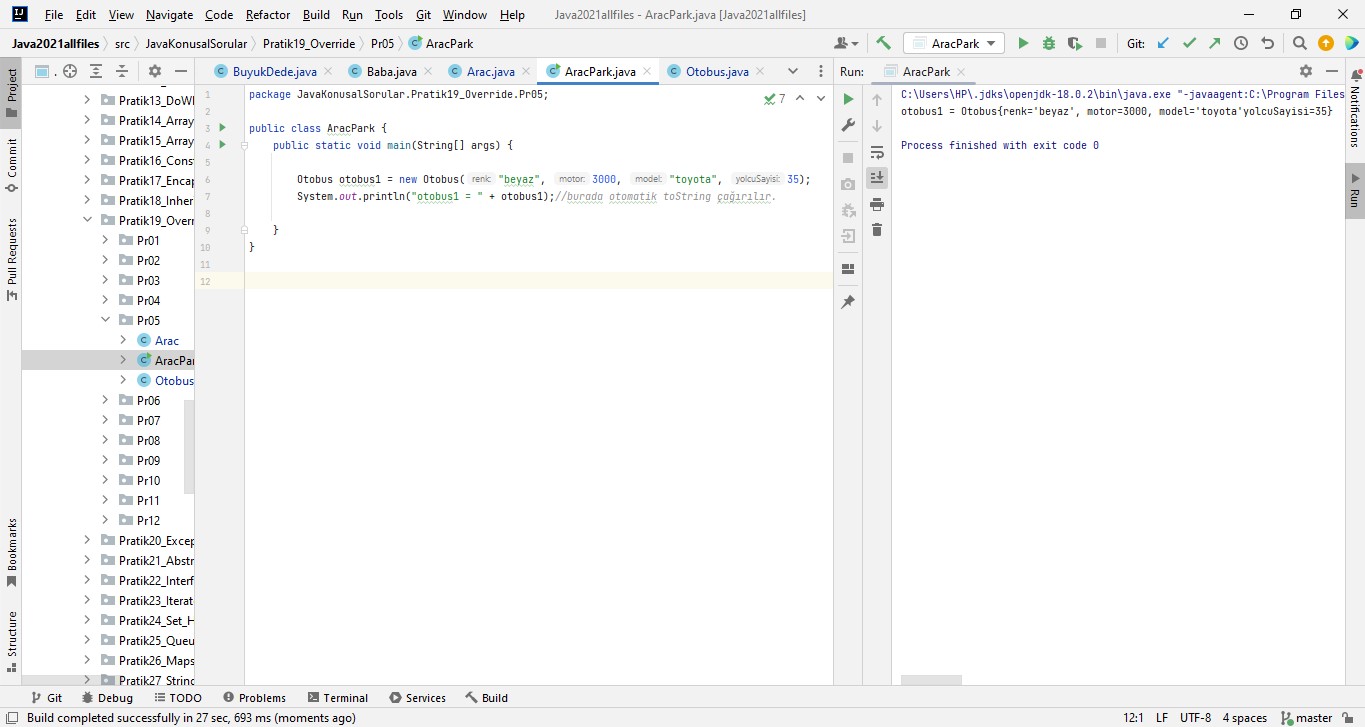 File Edit View Navigate Code Refactor Build Run Tools Git Window Help Java2021allfiles - AracPark.java [Java2021allfiles]
Java2021allfiles src JavaKonusalSorular Pratik19_Override Pr05 AracPark AracPark Git:
BuyukDede.java Baba.java Arac.java AracPark.java Otobus.java Run: AracPark
Project
Commit
Pull Requests
Bookmarks
Structure
Pratik13_DoWh
Pratik14_Array
Pratik15_Array
Pratik16_Cons
Pratik17_Encap
Pratik18_Inher
Pratik19_Overr
Pr01
Pr02
Pr03
Pr04
Pr05
Arac
AracPar
Otobus
Pr06
Pr07
Pr08
Pr09
Pr10
Pr11
Pr12
Pratik20_Excep
Pratik21_Abstr
Pratik22_Interf
Pratik23_Iterat
Pratik24_Set_H
Pratik25_Queu
Pratik26_Maps
Pratik27_String
1 package JavaKonusalSorular.Pratik19_Override.Pr05;
7
2
3 public class AracPark {
4 public static void main(String[] args) {
5
6 Otobus otobus1 = new Otobus( renk: "beyaz", motor: 3000, model: "toyota", yolcuSayisi: 35);
7 System.out.println("otobus1 = " + otobus1);//burada otomatik toString çağırılır.
8
9 }
10 }
11
12
C:\Users\HP\.jdks\openjdk-18.0.2\bin\java.exe "-javaagent:C:\Program Files
otobus1 = Otobus{renk='beyaz', motor=3000, model='toyota'yolcuSayisi=35}
Process finished with exit code 0
Notifications
Run
Git Debug TODO Problems Terminal Services Build
Build completed successfully in 27 sec, 693 ms (moments ago) 12:1 LF UTF-8 4 spaces master